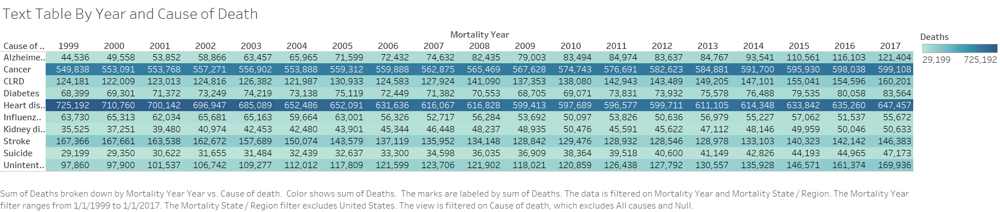 Text Table By Year and Cause of Death
Mortality Year
Cause of .. 1999 2000 2001 2002 2003 2004 2005 2006 2007 2008 2009 2010 2011 2012 2013 2014 2015 2016 2017
Alzheime.. 44,536 49,558 53,852 58,866 63,457 65,965 71,599 72,432 74,632 82,435 79,003 83,494 84,974 83,637 84,767 93,541 110,561 116,103 121,404
Cancer 549,838 553,091 553,768 557,271 556,902 553,888 559,312 559,888 562,875 565,469 567,628 574,743 576,691 582,623 584,881 591,700 595,930 598,038 599,108
CLRD 124,181 122,009 123,013 124,816 126,382 121,987 130,933 124,583 127,924 141,090 137,353 138,080 142,943 143,489 149,205 147,101 155,041 154,596 160,201
Diabetes 68,399 69,301 71,372 73,249 74,219 73,138 75,119 72,449 71,382 70,553 68,705 69,071 73,831 73,932 75,578 76,488 79,535 80,058 83,564
Heart dis.. 725,192 710,760 700,142 696,947 685,089 652,486 652,091 631,636 616,067 616,828 599,413 597,689 596,577 599,711 611,105 614,348 633,842 635,260 647,457
Influenz.. 63,730 65,313 62,034 65,681 65,163 59,664 63,001 56,326 52,717 56,284 53,692 50,097 53,826 50,636 56,979 55,227 57,062 51,537 55,672
Kidney di.. 35,525 37,251 39,480 40,974 42,453 42,480 43,901 45,344 46,448 48,237 48,935 50,476 45,591 45,622 47,112 48,146 49,959 50,046 50,633
Stroke 167,366 167,661 163,538 162,672 157,689 150,074 143,579 137,119 135,952 134,148 128,842 129,476 128,932 128,546 128,978 133,103 140,323 142,142 146,383
Suicide 29,199 29,350 30,622 31,655 31,484 32,439 32,637 33,300 34,598 36,035 36,909 38,364 39,518 40,600 41,149 42,826 44,193 44,965 47,173
Unintent.. 97,860 97,900 101,537 106,742 109,277 112,012 117,809 121,599 123,706 121,902 118,021 120,859 126,438 127,792 130,557 135,928 146,571 161,374 169,936
Deaths
29,199 725,192
Sum of Deaths broken down by Mortality Year Year vs. Cause of death. Color shows sum of Deaths. The marks are labeled by sum of Deaths. The data is filtered on Mortality Year and Mortality State / Region. The Mortality Year
filter ranges from 1/1/1999 to 1/1/2017. The Mortality State / Region filter excludes United States. The view is filtered on Cause of death, which excludes All causes and Null.